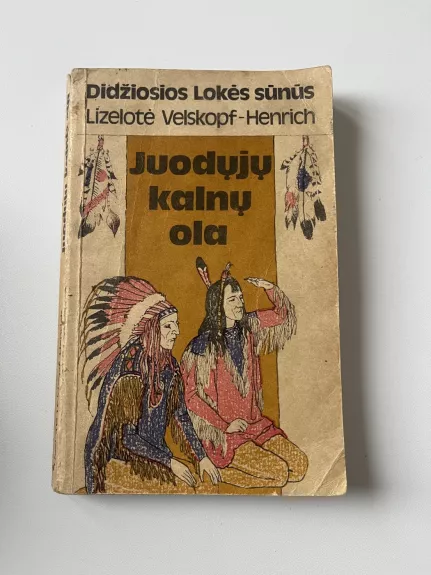 Didžiosios Lokės sūnūs
Lizelotė Velskopf-Henrich
Juodųjų
kalnų
ola